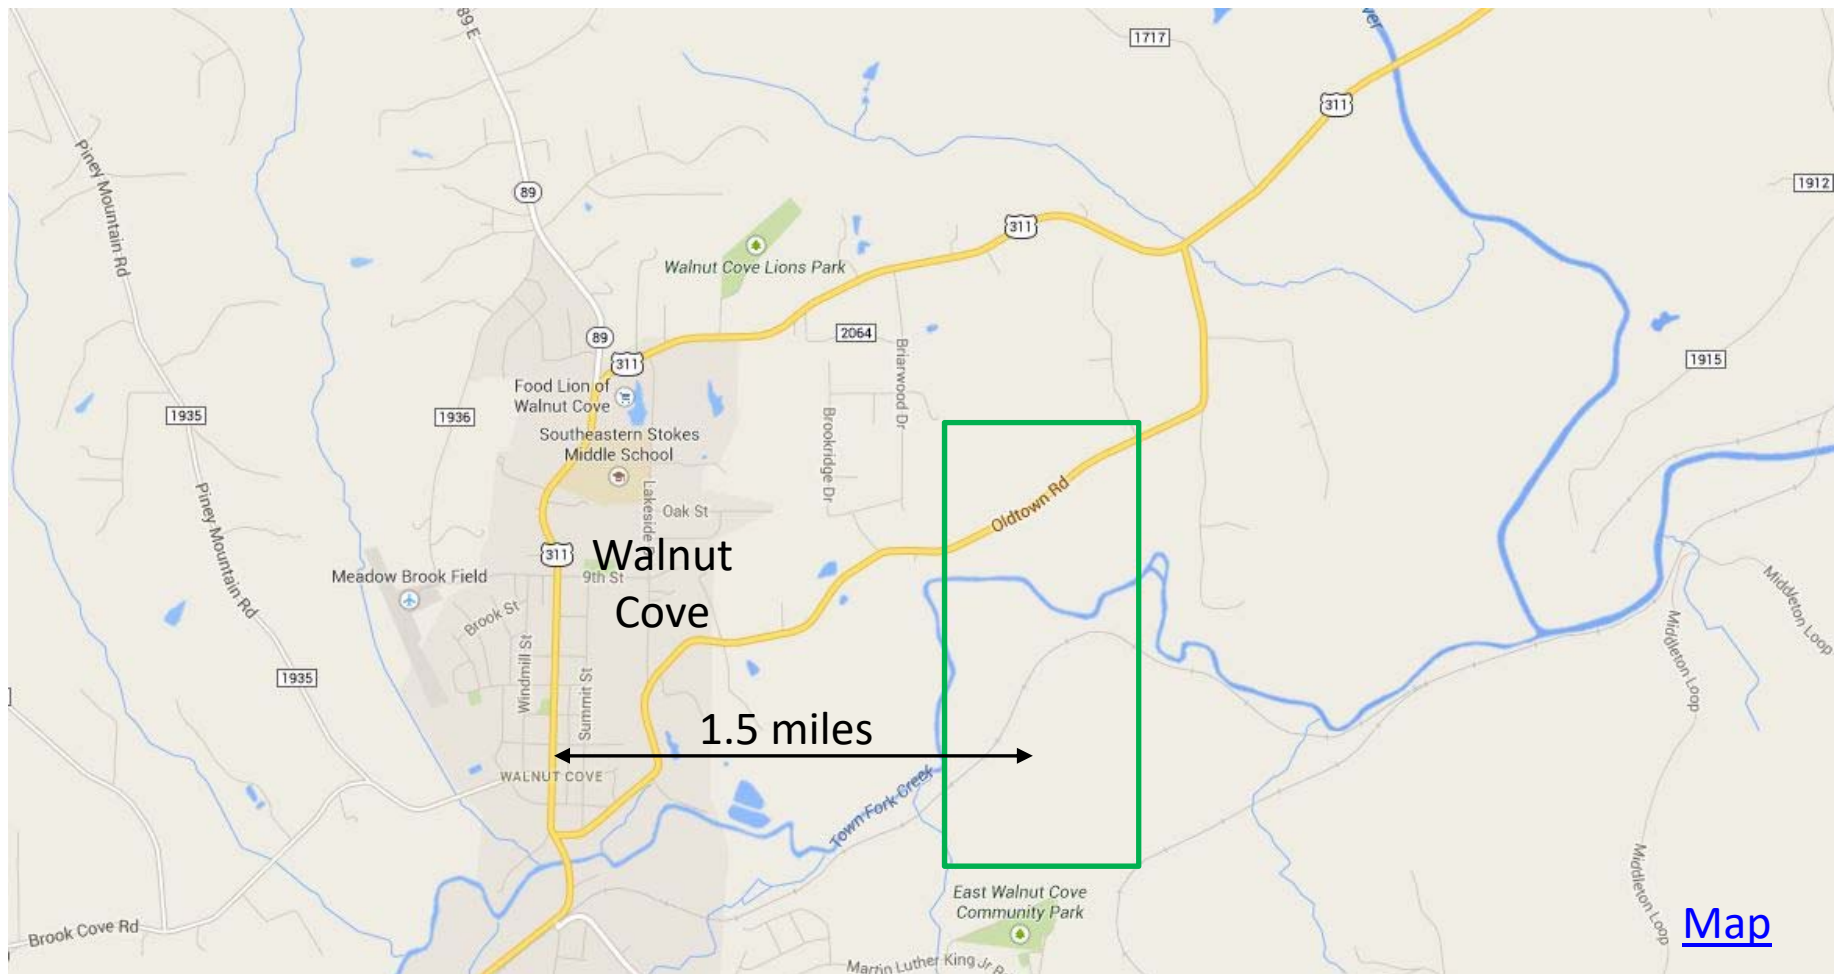 89 E
1717
ver
311
1912
Piney Mountain Rd
89
311
Walnut Cove Lions Park
89
2064
311
Briarwood Dr
1915
Food Lion of
Walnut Cove
1935
1936
Brookridge Dr
Southeastern Stokes
Middle School
Lakeside
Oak St
Oldtown Rd
Piney Mountain Rd
311
Walnut
Cove
Meadow Brook Field
9th St
Brook St
Middleton Loop
Middleton Loop
Windmill St
Summit St
1935
1.5 miles
WALNUT COVE
Town Fork Creek
Middleton Loop
East Walnut Cove
Community Park
Brook Cove Rd
Map
Martin Luther King Jr R